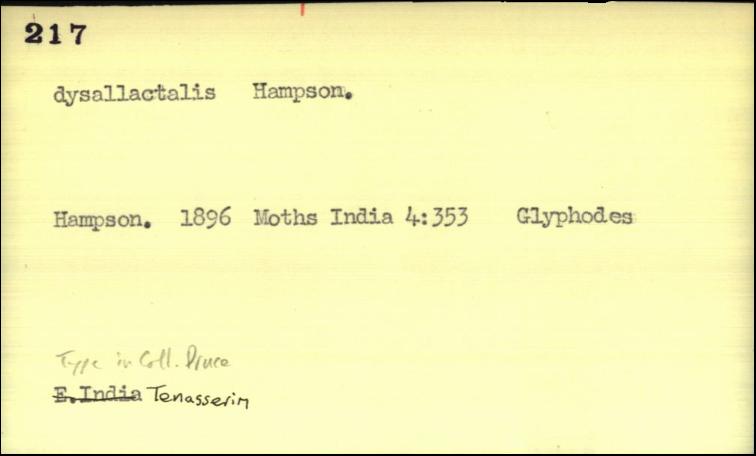 217
dysallactalis Hampson.
Hampson. 1896 Moths India 4:353 Glyphodes
Type in Coll. Druce
E. India Tenasserim